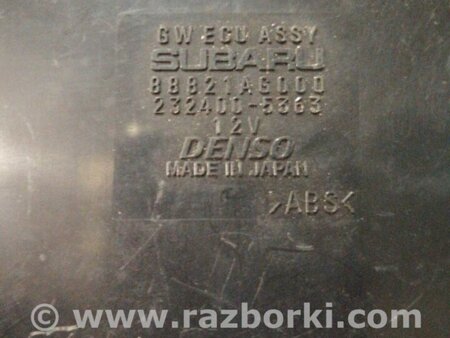 GW ECU ASSY
SUBARU
88821AG000
232400-5363
12V
DENSO
MADE IN JAPAN
>ABS<
© www.razborki.com